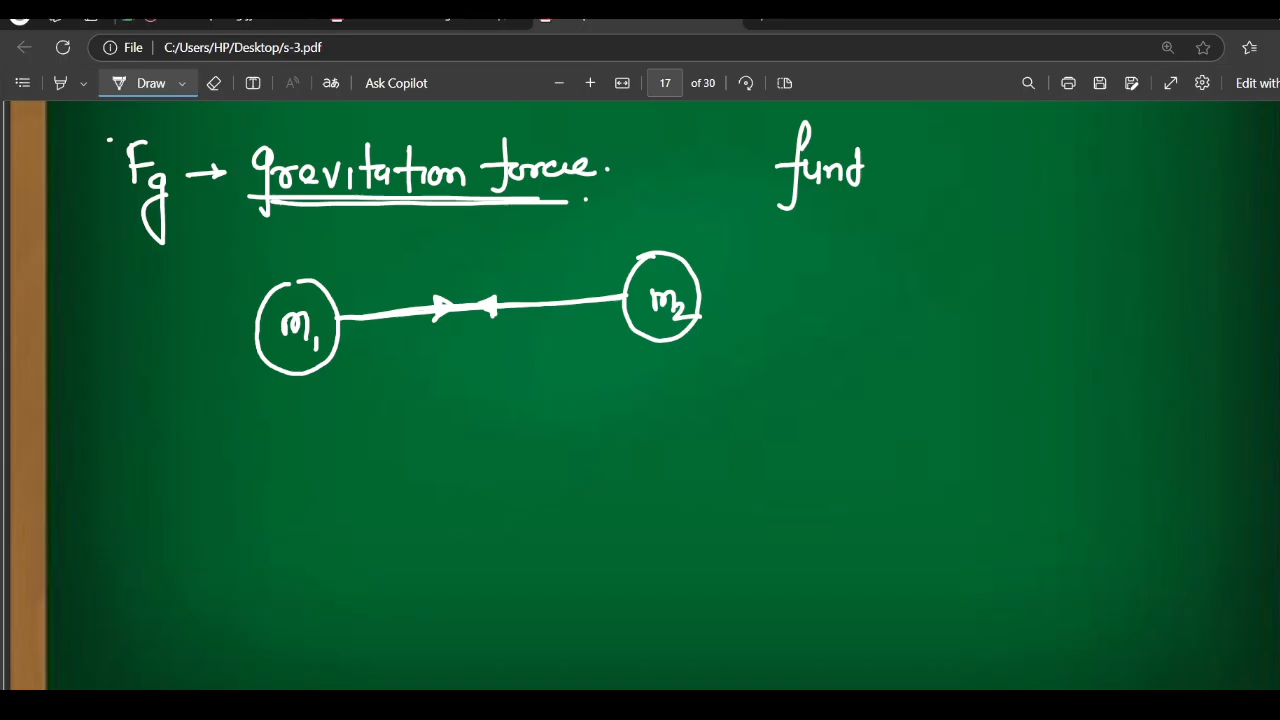 File C:/Users/HP/Desktop/s-3.pdf
Draw Ask Copilot 17 of 30 Edit with
Fg → grevitation force. fund
m1 m2